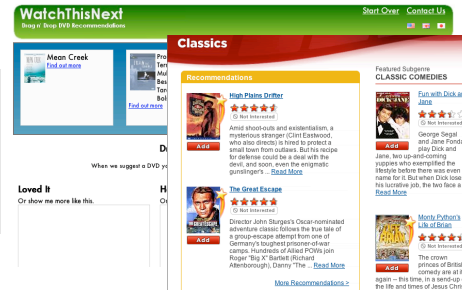 WatchThisNext
Drag n' Drop DVD Recommendations
Start Over Contact Us
Mean Creek
Find out more
Find out more
When we suggest a DVD
Loved It
Or show me more like this.
Classics
Recommendations
High Plains Drifter
Not Interested
Add
Amid shoot-outs and existentialism, a
mysterious stranger (Clint Eastwood,
who also directs) is hired to protect a
small town from outlaws. But his recipe
for defense could be a deal with the
devil, and soon, even the enigmatic
gunslinger's ... Read More
The Great Escape
Not Interested
Add
Director John Sturges's Oscar-nominated
adventure classic follows the true tale of
a group-escape attempt from one of
Germany's toughest prisoner-of-war
camps. Hundreds of Allied POWs join
Roger "Big X" Bartlett (Richard
Attenborough), Danny "The ... Read More
More Recommendations >
Featured Subgenre
CLASSIC COMEDIES
Fun with Dick a
Jane
Not Interested
Add
George Segal
and Jane Fonda
play Dick and
Jane, two up-and-coming
yuppies who exemplified the
lifestyle before there was even
name for it. But when Dick lose
his lucrative job, the two face a
Read More
Monty Python's
Life of Brian
Not Interested
Add
The crown
princes of British
comedy are at it
again -- this time, in a send-up
the life and times of Jesus Chris